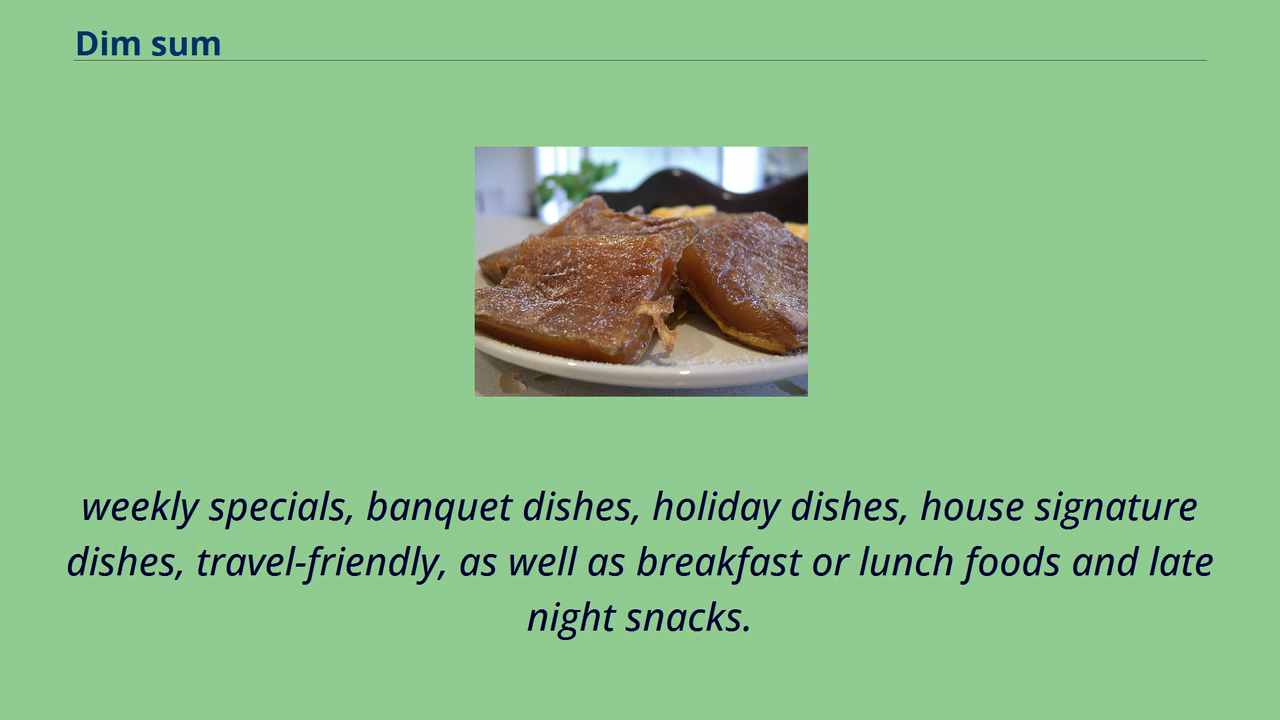 Dim sum
weekly specials, banquet dishes, holiday dishes, house signature
dishes, travel-friendly, as well as breakfast or lunch foods and late
night snacks.